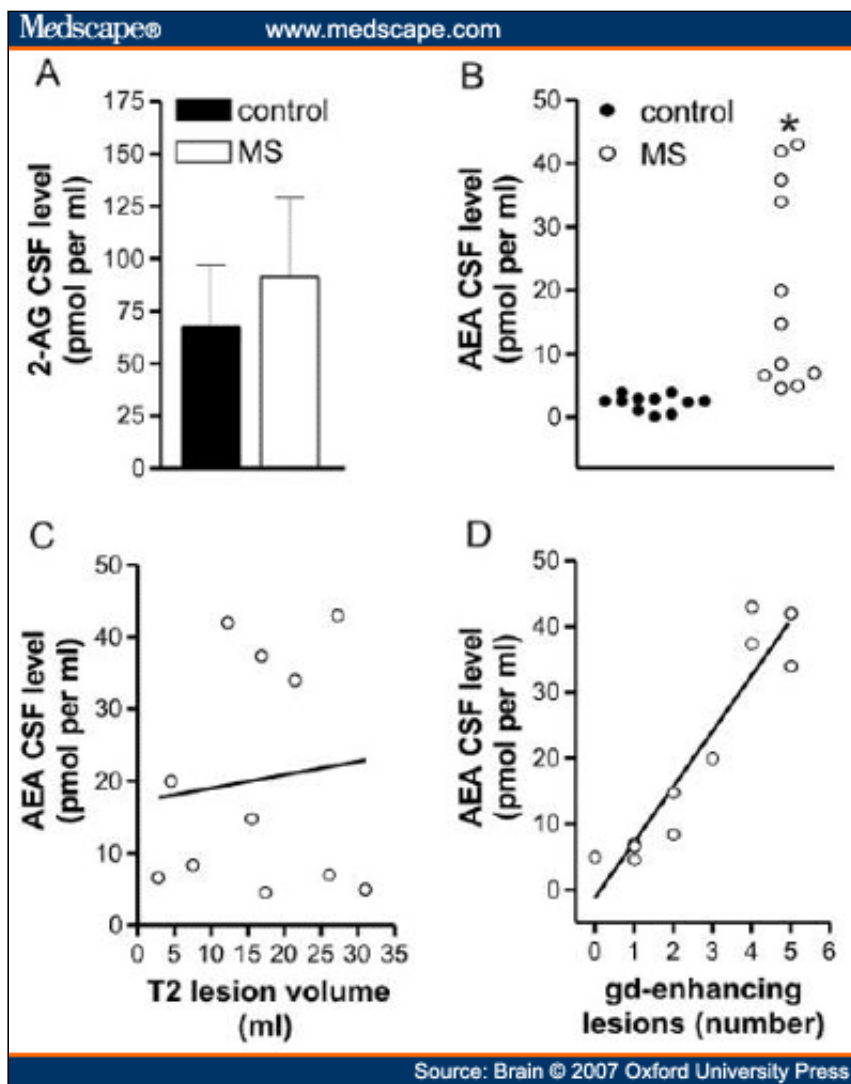 Medscape® www.medscape.com
A
2-AG CSF level
(pmol per ml)
175
150
125
100
75
50
25
0
control
MS
B
AEA CSF level
(pmol per ml)
50
40
30
20
10
0
control
MS
*
C
AEA CSF level
(pmol per ml)
50
40
30
20
10
0
0 5 10 15 20 25 30 35
T2 lesion volume
(ml)
D
AEA CSF level
(pmol per ml)
50
40
30
20
10
0
0 1 2 3 4 5 6
gd-enhancing
lesions (number)
Source: Brain © 2007 Oxford University Press